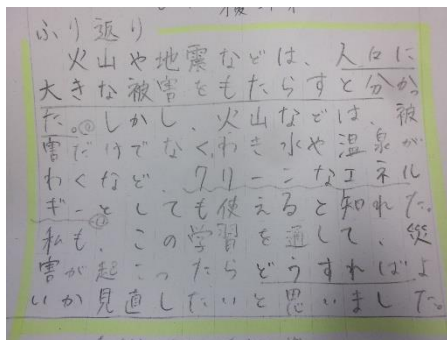 ふり返り
火山や地震などは、人々に
大きな被害をもたらすと分かっ
た。しかし、火山などは、被
害だけでなく、わき水や温泉が
わくなど、クリーンなエネル
ギーとしても使えると知れた。
私も、この学習を通して、災
害が起こったらどうすればよ
いか見直したいと思いました。